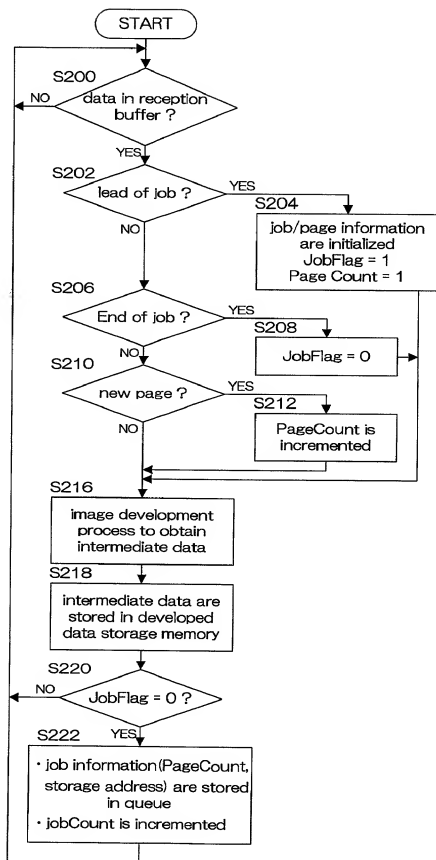 START
S200
NO
data in reception
buffer ?
YES
S202
lead of job ?
YES
S204
NO
job/page information
are initialized
JobFlag = 1
Page Count = 1
S206
End of job ?
YES
S208
S210
NO
JobFlag = 0
new page ?
YES
S212
NO
PageCount is
incremented
S216
image development
process to obtain
intermediate data
S218
intermediate data are
stored in developed
data storage memory
S220
NO
JobFlag = 0 ?
S222
YES
・job information(PageCount,
storage address) are stored
in queue
・jobCount is incremented